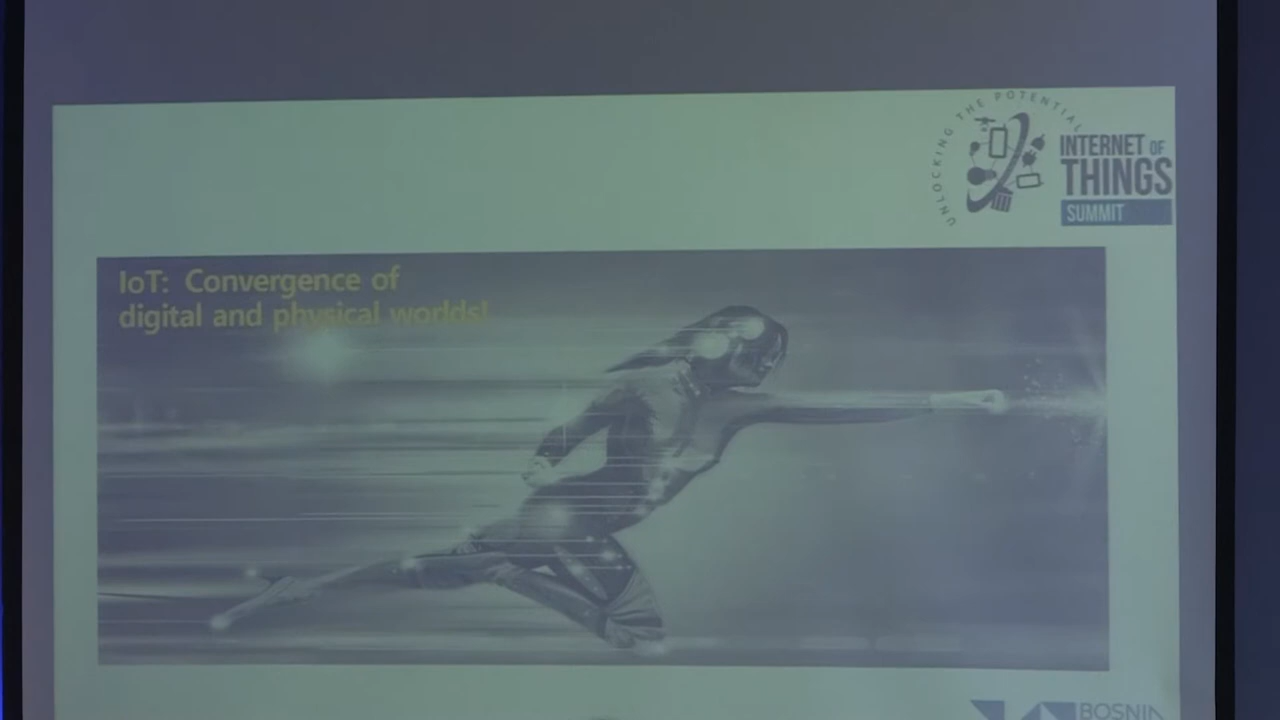 UNLOCKING THE POTENTIAL
INTERNET OF
THINGS
SUMMIT
IoT: Convergence of
digital and physical worlds!